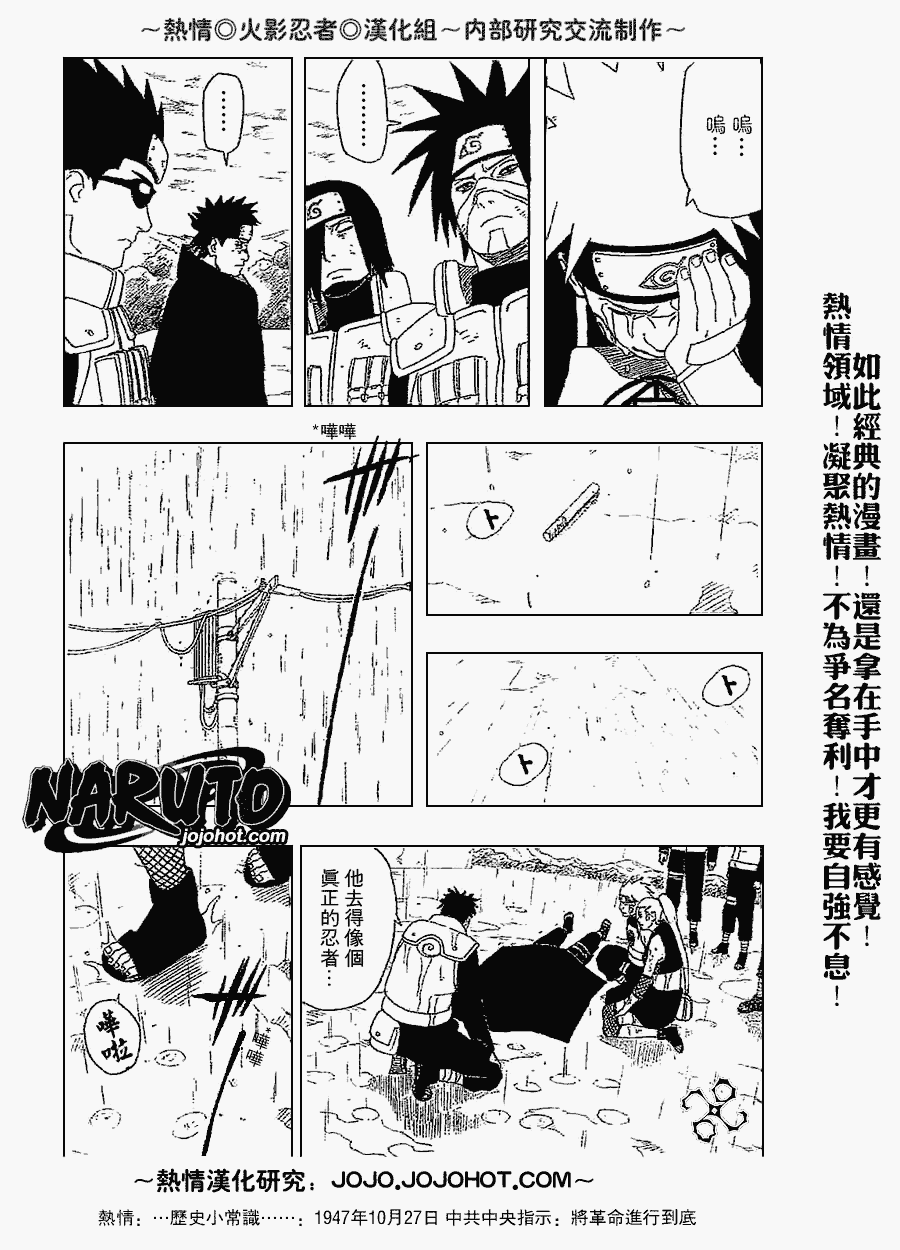 ～熱情◎火影忍者◎漢化組～内部研究交流制作～
嗚…
嗚…
………
………
*嘩嘩
ト
ト
ト
NARUTO
jojohot.com
他去得像個
眞正的忍者…
*嘩嘩
嘩啦
如此經典的漫畫！還是拿在手中才更有感覺！
熱情領域！凝聚熱情！不為爭名奪利！我要自強不息！
～熱情漢化研究：JOJO.JOJOHOT.COM～
熱情：…歷史小常識……：1947年10月27日 中共中央指示：將革命進行到底